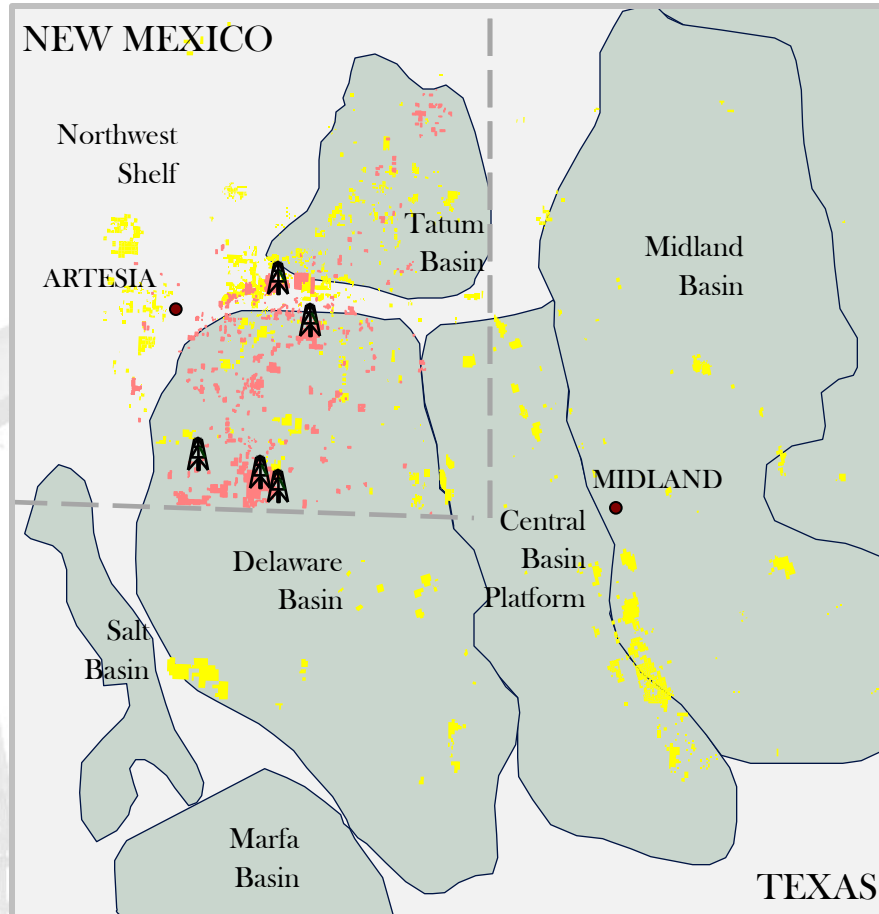 NEW MEXICO
Northwest
Shelf
Tatum
Basin
Midland
Basin
ARTESIA
MIDLAND
Central
Basin
Platform
Delaware
Basin
Salt
Basin
Marfa
Basin
TEXAS